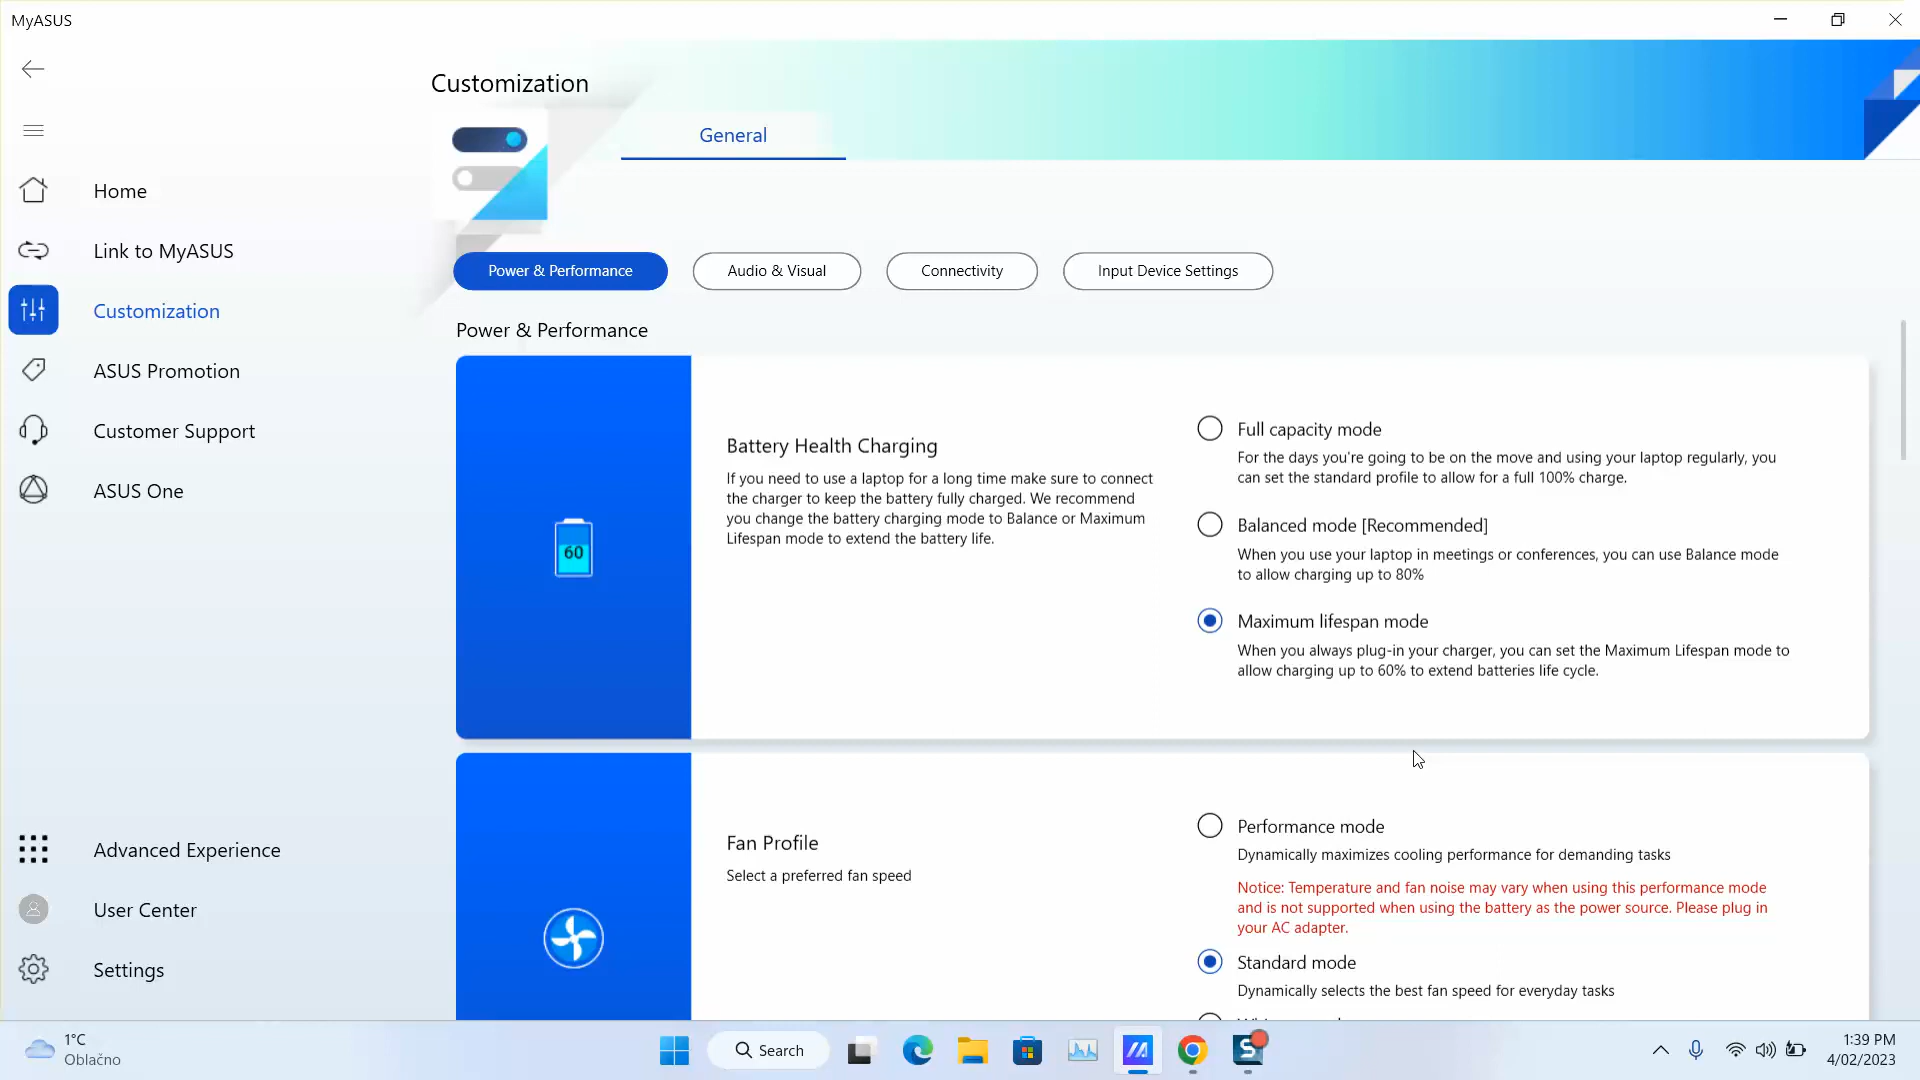 MyASUS
Customization
General
Home
Link to MyASUS
Customization
ASUS Promotion
Customer Support
ASUS One
Advanced Experience
User Center
Settings
Power & Performance
Audio & Visual
Connectivity
Input Device Settings
Power & Performance
60
Battery Health Charging
If you need to use a laptop for a long time make sure to connect
the charger to keep the battery fully charged. We recommend
you change the battery charging mode to Balance or Maximum
Lifespan mode to extend the battery life.
Full capacity mode
For the days you're going to be on the move and using your laptop regularly, you
can set the standard profile to allow for a full 100% charge.
Balanced mode [Recommended]
When you use your laptop in meetings or conferences, you can use Balance mode
to allow charging up to 80%
Maximum lifespan mode
When you always plug-in your charger, you can set the Maximum Lifespan mode to
allow charging up to 60% to extend batteries life cycle.
Fan Profile
Select a preferred fan speed
Performance mode
Dynamically maximizes cooling performance for demanding tasks
Notice: Temperature and fan noise may vary when using this performance mode
and is not supported when using the battery as the power source. Please plug in
your AC adapter.
Standard mode
Dynamically selects the best fan speed for everyday tasks
1°C
Oblačno
Search
S
1:39 PM
4/02/2023